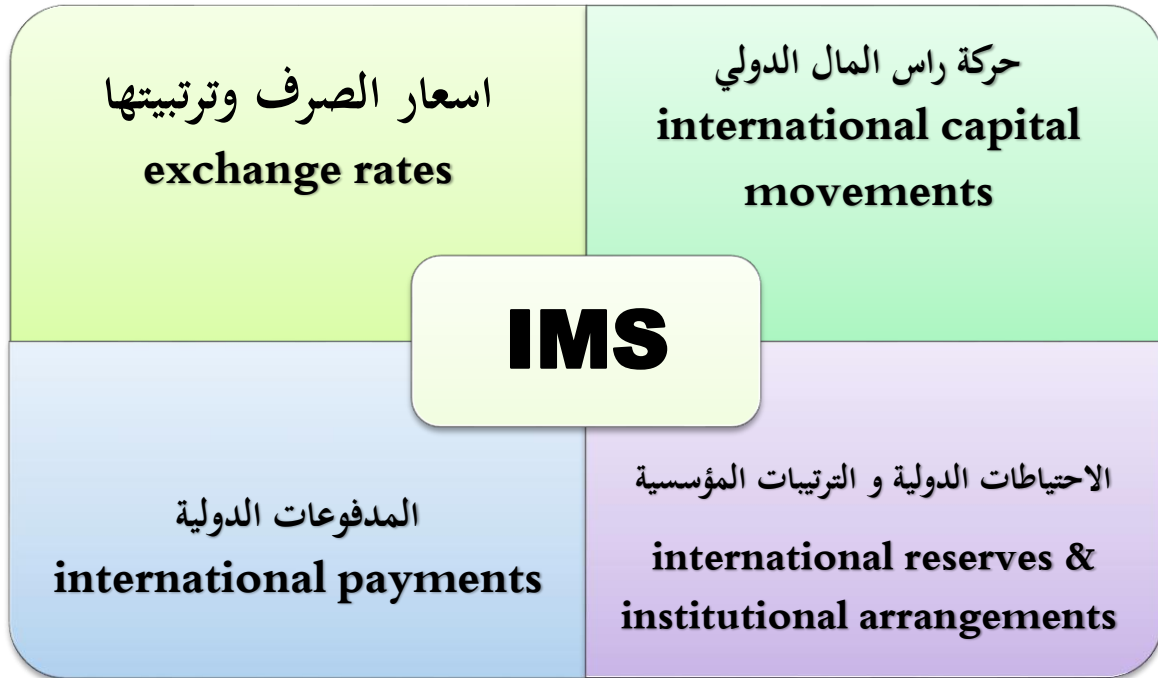 اسعار الصرف وترتبيتها
exchange rates
حركة راس المال الدولي
international capital
movements
IMS
المدفوعات الدولية
international payments
الاحتياطات الدولية و الترتيبات المؤسسية
international reserves &
institutional arrangements